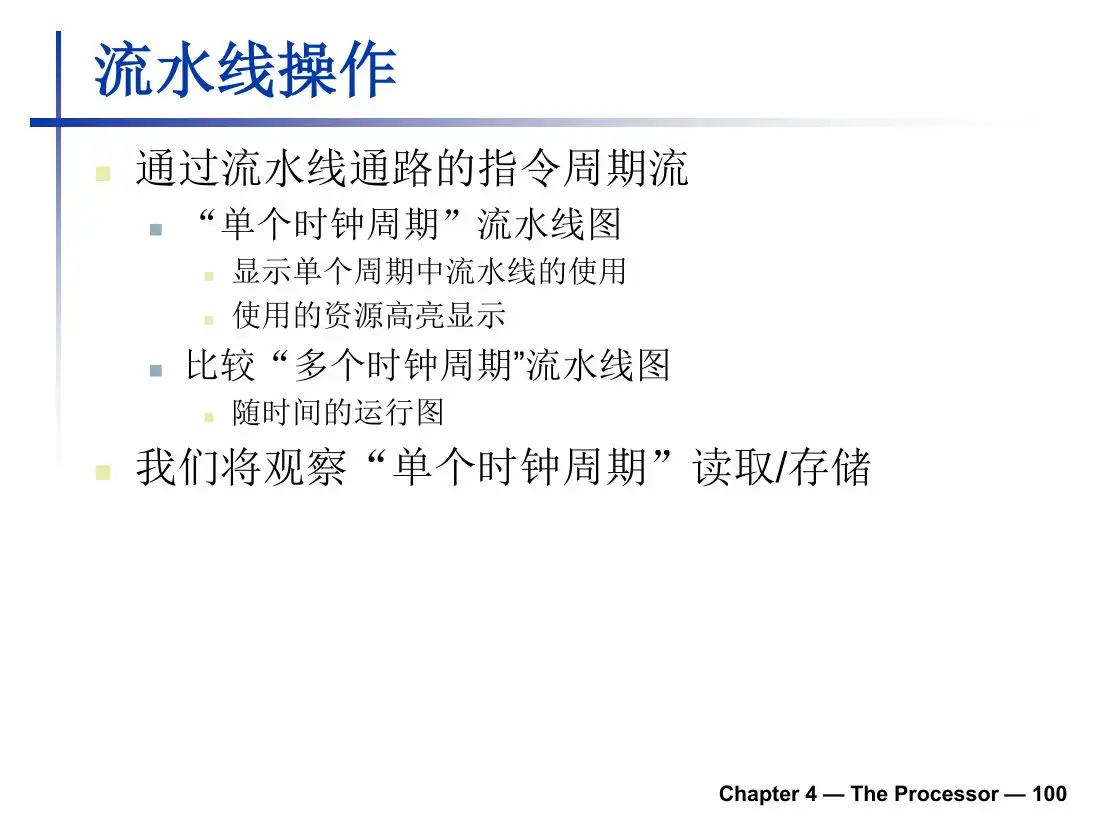 流水线操作
通过流水线通路的指令周期流
“单个时钟周期”流水线图
显示单个周期中流水线的使用
使用的资源高亮显示
比较“多个时钟周期”流水线图
随时间的运行图
我们将观察“单个时钟周期”读取/存储
Chapter 4 — The Processor — 100